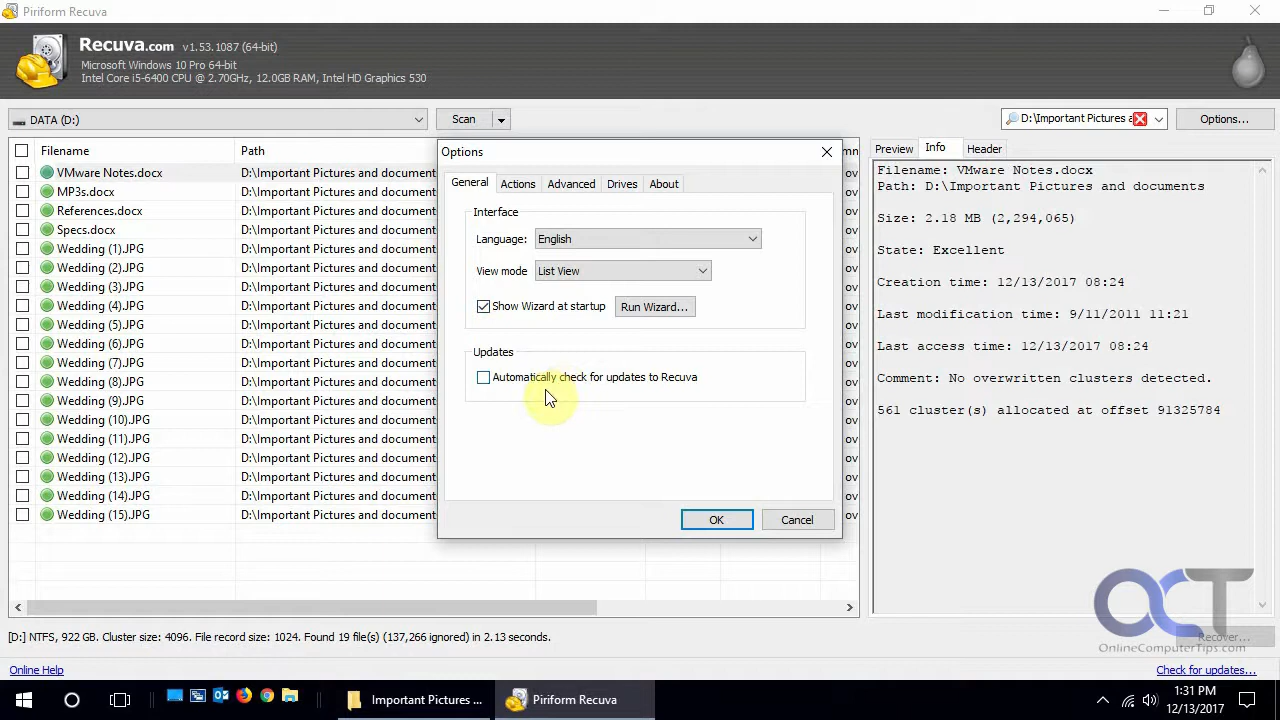 Piriform Recuva
Recuva.com v1.53.1087 (64-bit)
Microsoft Windows 10 Pro 64-bit
Intel Core i5-6400 CPU @ 2.70GHz, 12.0GB RAM, Intel HD Graphics 530
DATA (D:)
Scan
D:\Important Pictures a
Options...
Filename Path
VMware Notes.docx D:\Important Pictures and document
MP3s.docx D:\Important Pictures and document
References.docx D:\Important Pictures and document
Specs.docx D:\Important Pictures and document
Wedding (1).JPG D:\Important Pictures and document
Wedding (2).JPG D:\Important Pictures and document
Wedding (3).JPG D:\Important Pictures and document
Wedding (4).JPG D:\Important Pictures and document
Wedding (5).JPG D:\Important Pictures and document
Wedding (6).JPG D:\Important Pictures and document
Wedding (7).JPG D:\Important Pictures and document
Wedding (8).JPG D:\Important Pictures and document
Wedding (9).JPG D:\Important Pictures and document
Wedding (10).JPG D:\Important Pictures and document
Wedding (11).JPG D:\Important Pictures and document
Wedding (12).JPG D:\Important Pictures and document
Wedding (13).JPG D:\Important Pictures and document
Wedding (14).JPG D:\Important Pictures and document
Wedding (15).JPG D:\Important Pictures and document
Options
General Actions Advanced Drives About
Interface
Language: English
View mode List View
Show Wizard at startup Run Wizard...
Updates
Automatically check for updates to Recuva
OK Cancel
Preview Info Header
Filename: VMware Notes.docx
Path: D:\Important Pictures and documents
Size: 2.18 MB (2,294,065)
State: Excellent
Creation time: 12/13/2017 08:24
Last modification time: 9/11/2011 11:21
Last access time: 12/13/2017 08:24
Comment: No overwritten clusters detected.
561 cluster(s) allocated at offset 91325784
OCT
OnlineComputerTips.com
Recover...
[D:] NTFS, 922 GB. Cluster size: 4096. File record size: 1024. Found 19 file(s) (137,266 ignored) in 2.13 seconds.
Online Help
Check for updates...
Important Pictures ...
Piriform Recuva
1:31 PM
12/13/2017